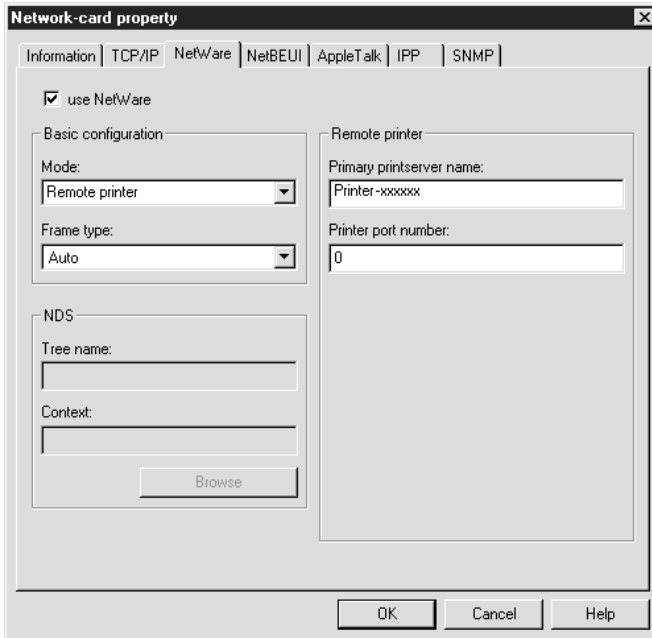 Network-card property
Information TCP/IP NetWare NetBEUI AppleTalk IPP SNMP
use NetWare
Basic configuration
Mode:
Remote printer
Frame type:
Auto
NDS
Tree name:
Context:
Browse
Remote printer
Primary printserver name:
Printer-xxxxxx
Printer port number:
0
OK Cancel Help